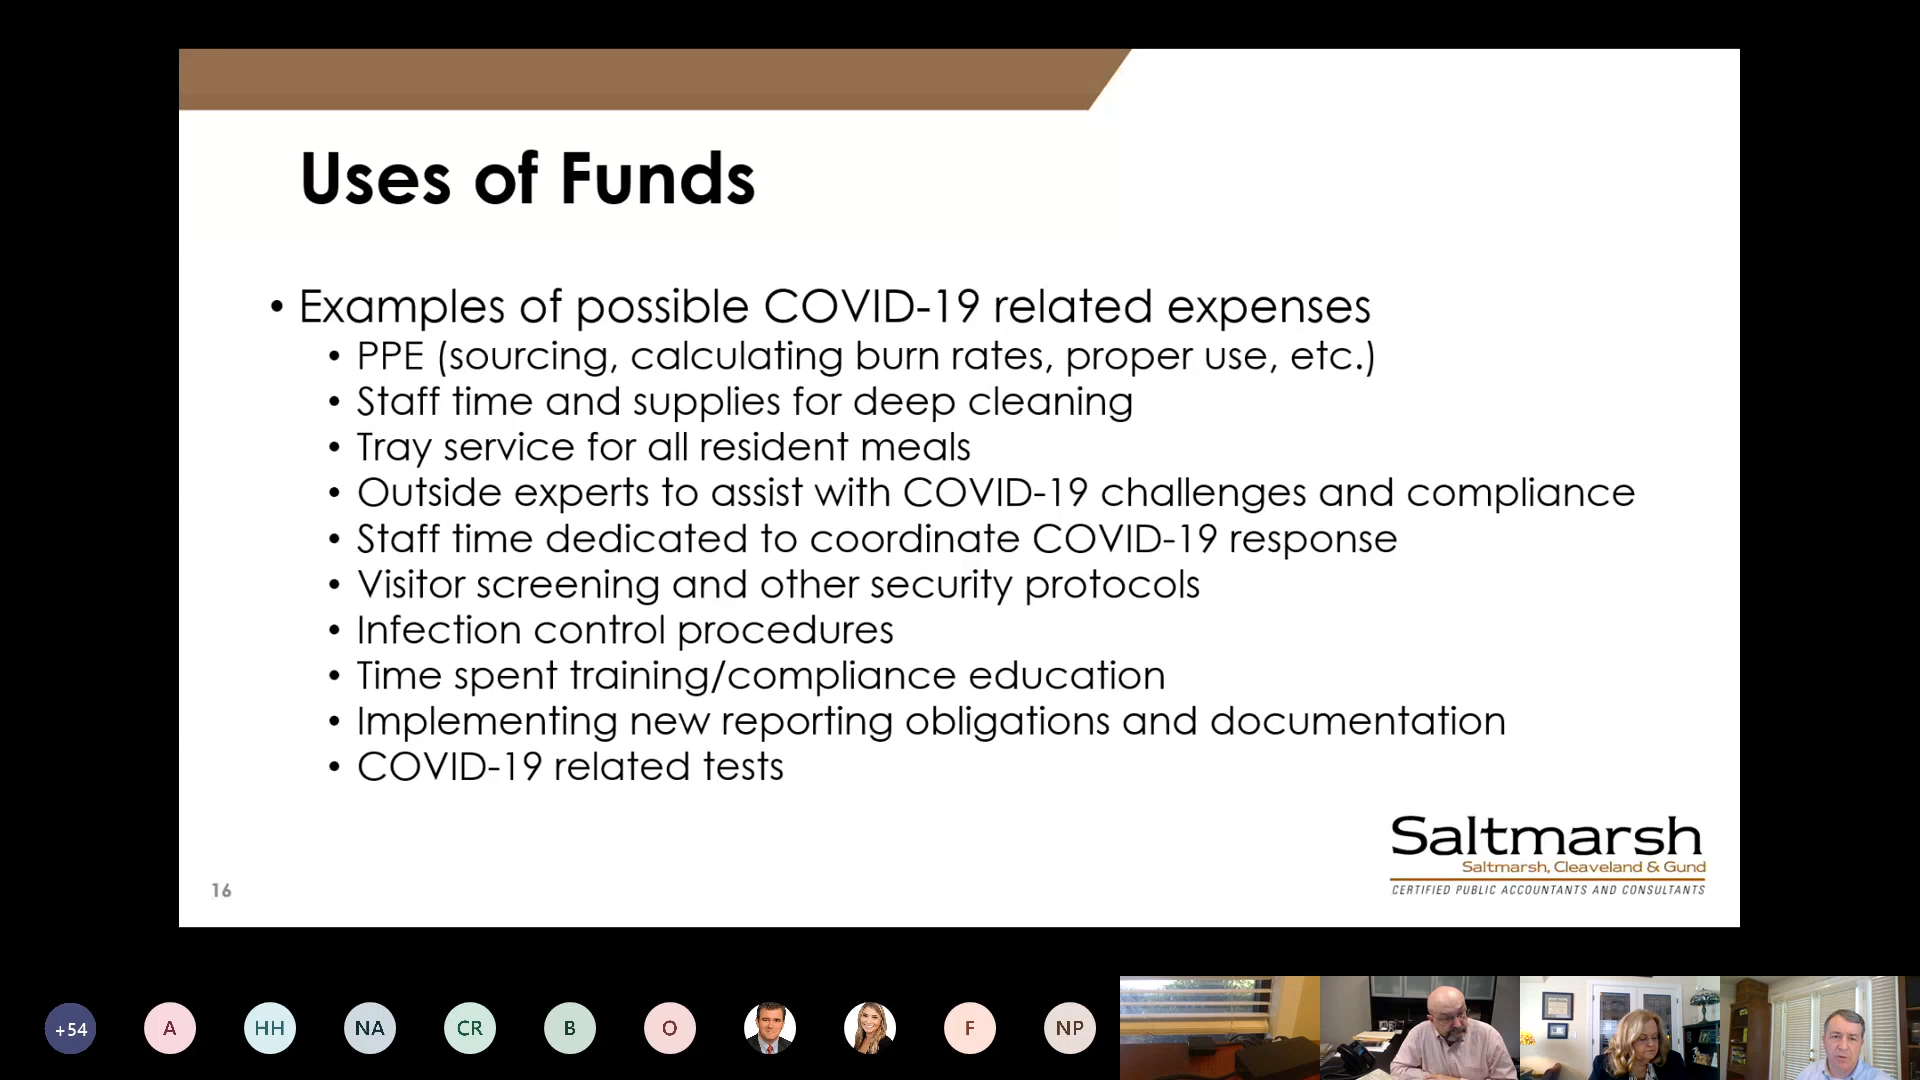 Uses of Funds
• Examples of possible COVID-19 related expenses
• PPE (sourcing, calculating burn rates, proper use, etc.)
• Staff time and supplies for deep cleaning
• Tray service for all resident meals
• Outside experts to assist with COVID-19 challenges and compliance
• Staff time dedicated to coordinate COVID-19 response
• Visitor screening and other security protocols
• Infection control procedures
• Time spent training/compliance education
• Implementing new reporting obligations and documentation
• COVID-19 related tests
Saltmarsh
Saltmarsh, Cleaveland & Gund
CERTIFIED PUBLIC ACCOUNTANTS AND CONSULTANTS
16
+54 A HH NA CR B O F NP